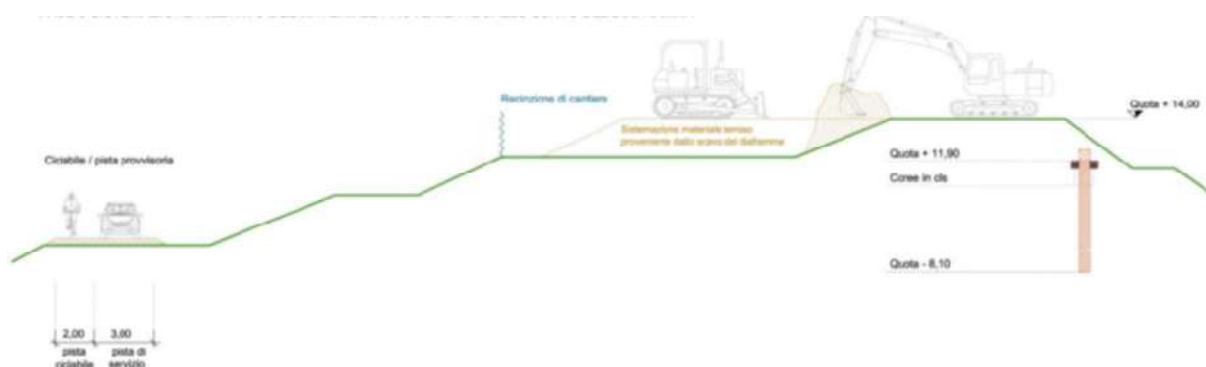 Recinzione di cantiere
Quota + 14,00
Sistemazione materiale terroso
proveniente dallo scavo del diaframma
Ciclabile / pista provvisoria
Quota + 11,90
Coree in cls
Quota - 8,10
2,00
3,00
pista
ciclabile
pista di
servizio